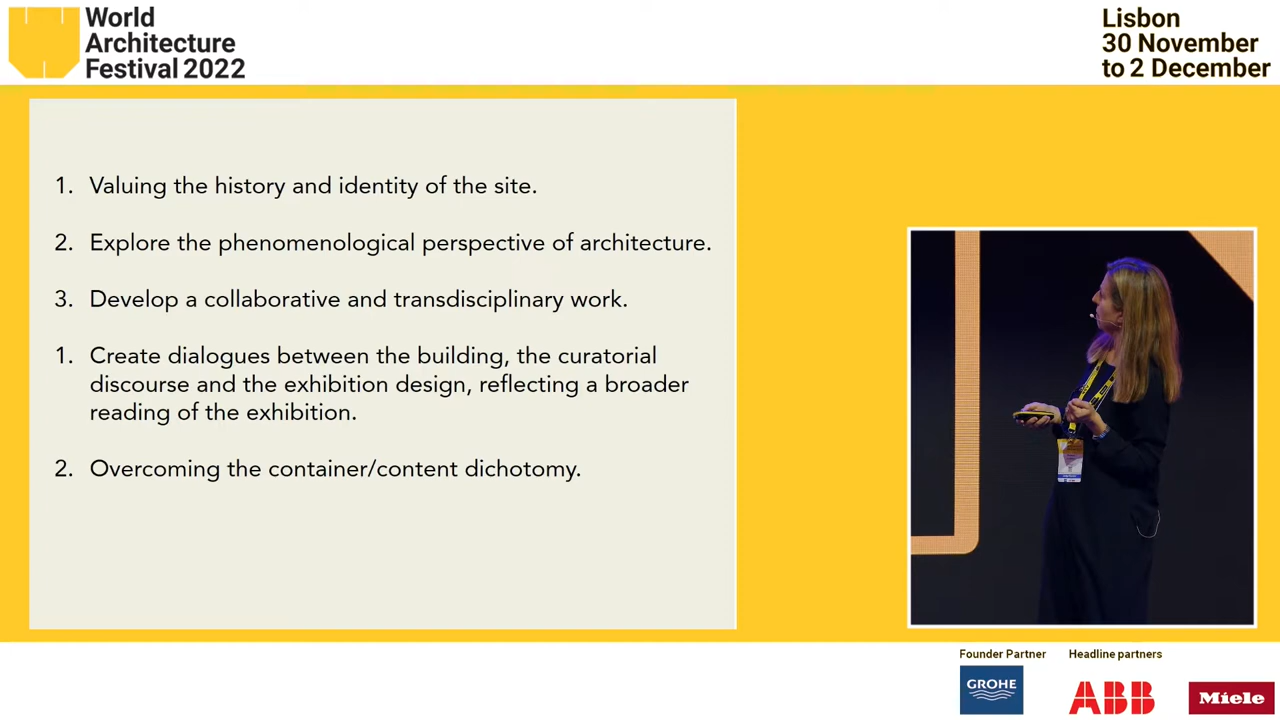 World
Architecture
Festival 2022
Lisbon
30 November
to 2 December
1. Valuing the history and identity of the site.
2. Explore the phenomenological perspective of architecture.
3. Develop a collaborative and transdisciplinary work.
1. Create dialogues between the building, the curatorial
discourse and the exhibition design, reflecting a broader
reading of the exhibition.
2. Overcoming the container/content dichotomy.
Founder Partner
Headline partners
GROHE
ABB
Miele